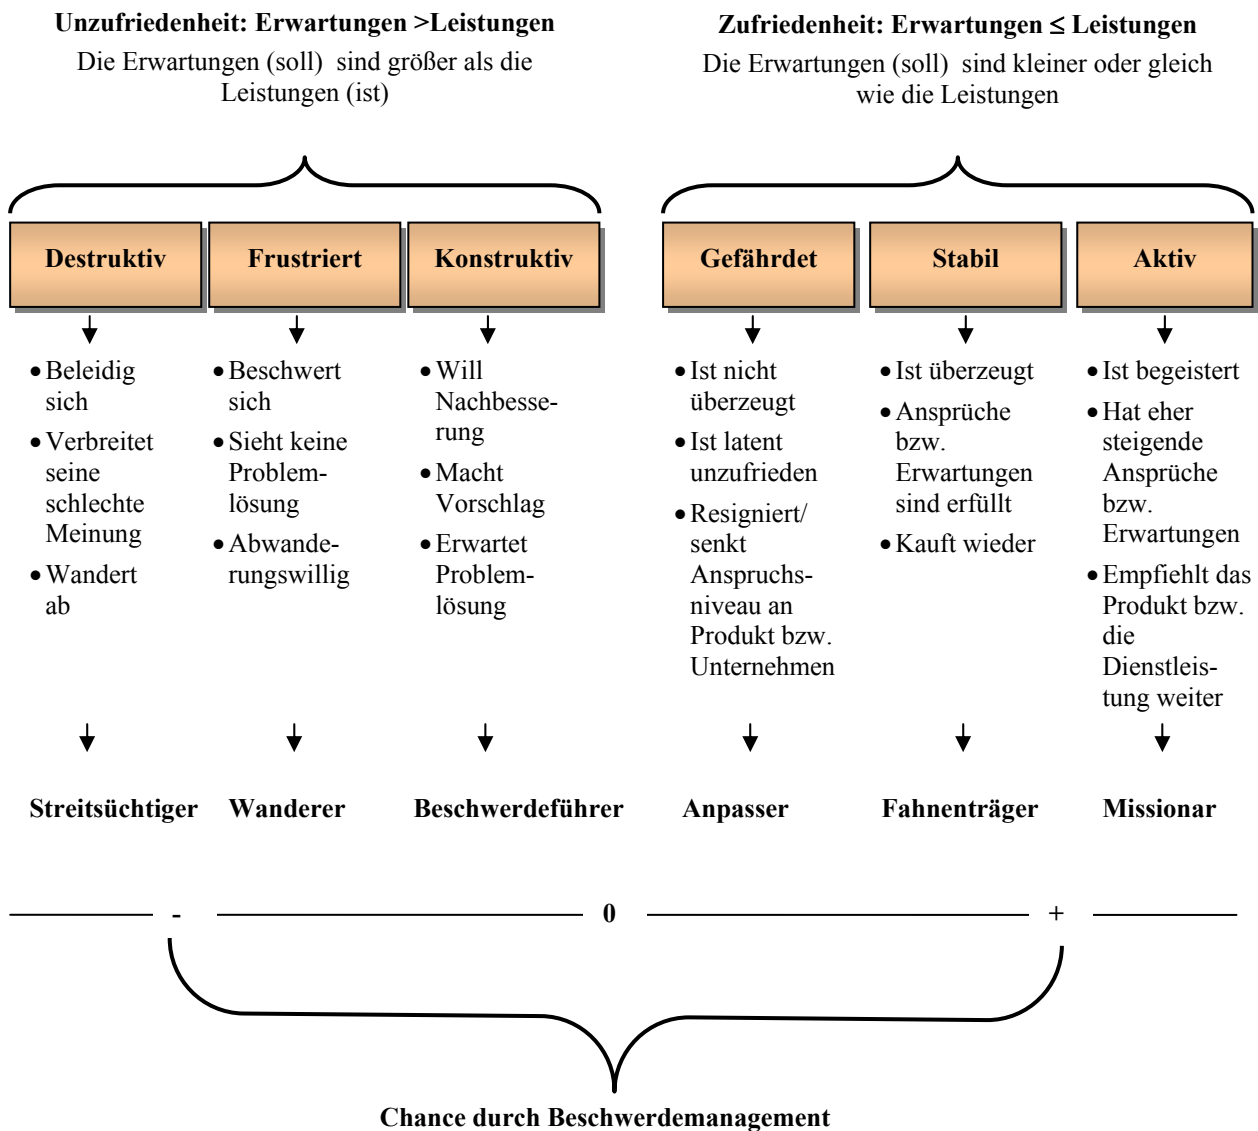 Unzufriedenheit: Erwartungen >Leistungen
Die Erwartungen (soll) sind größer als die
Leistungen (ist)
Zufriedenheit: Erwartungen ≤ Leistungen
Die Erwartungen (soll) sind kleiner oder gleich
wie die Leistungen
Destruktiv
Frustriert
Konstruktiv
Gefährdet
Stabil
Aktiv
• Beleidig
sich
• Verbreitet
seine
schlechte
Meinung
• Wandert
ab
• Beschwert
sich
• Sieht keine
Problem-
lösung
• Abwande-
rungswillig
• Will
Nachbesse-
rung
• Macht
Vorschlag
• Erwartet
Problem-
lösung
• Ist nicht
überzeugt
• Ist latent
unzufrieden
• Resigniert/
senkt
Anspruchs-
niveau an
Produkt bzw.
Unternehmen
• Ist überzeugt
• Ansprüche
bzw.
Erwartungen
sind erfüllt
• Kauft wieder
• Ist begeistert
• Hat eher
steigende
Ansprüche
bzw.
Erwartungen
• Empfiehlt das
Produkt bzw.
die
Dienstleis-
tung weiter
Streitsüchtiger
Wanderer
Beschwerdeführer
Anpasser
Fahnenträger
Missionar
- 0 +
Chance durch Beschwerdemanagement